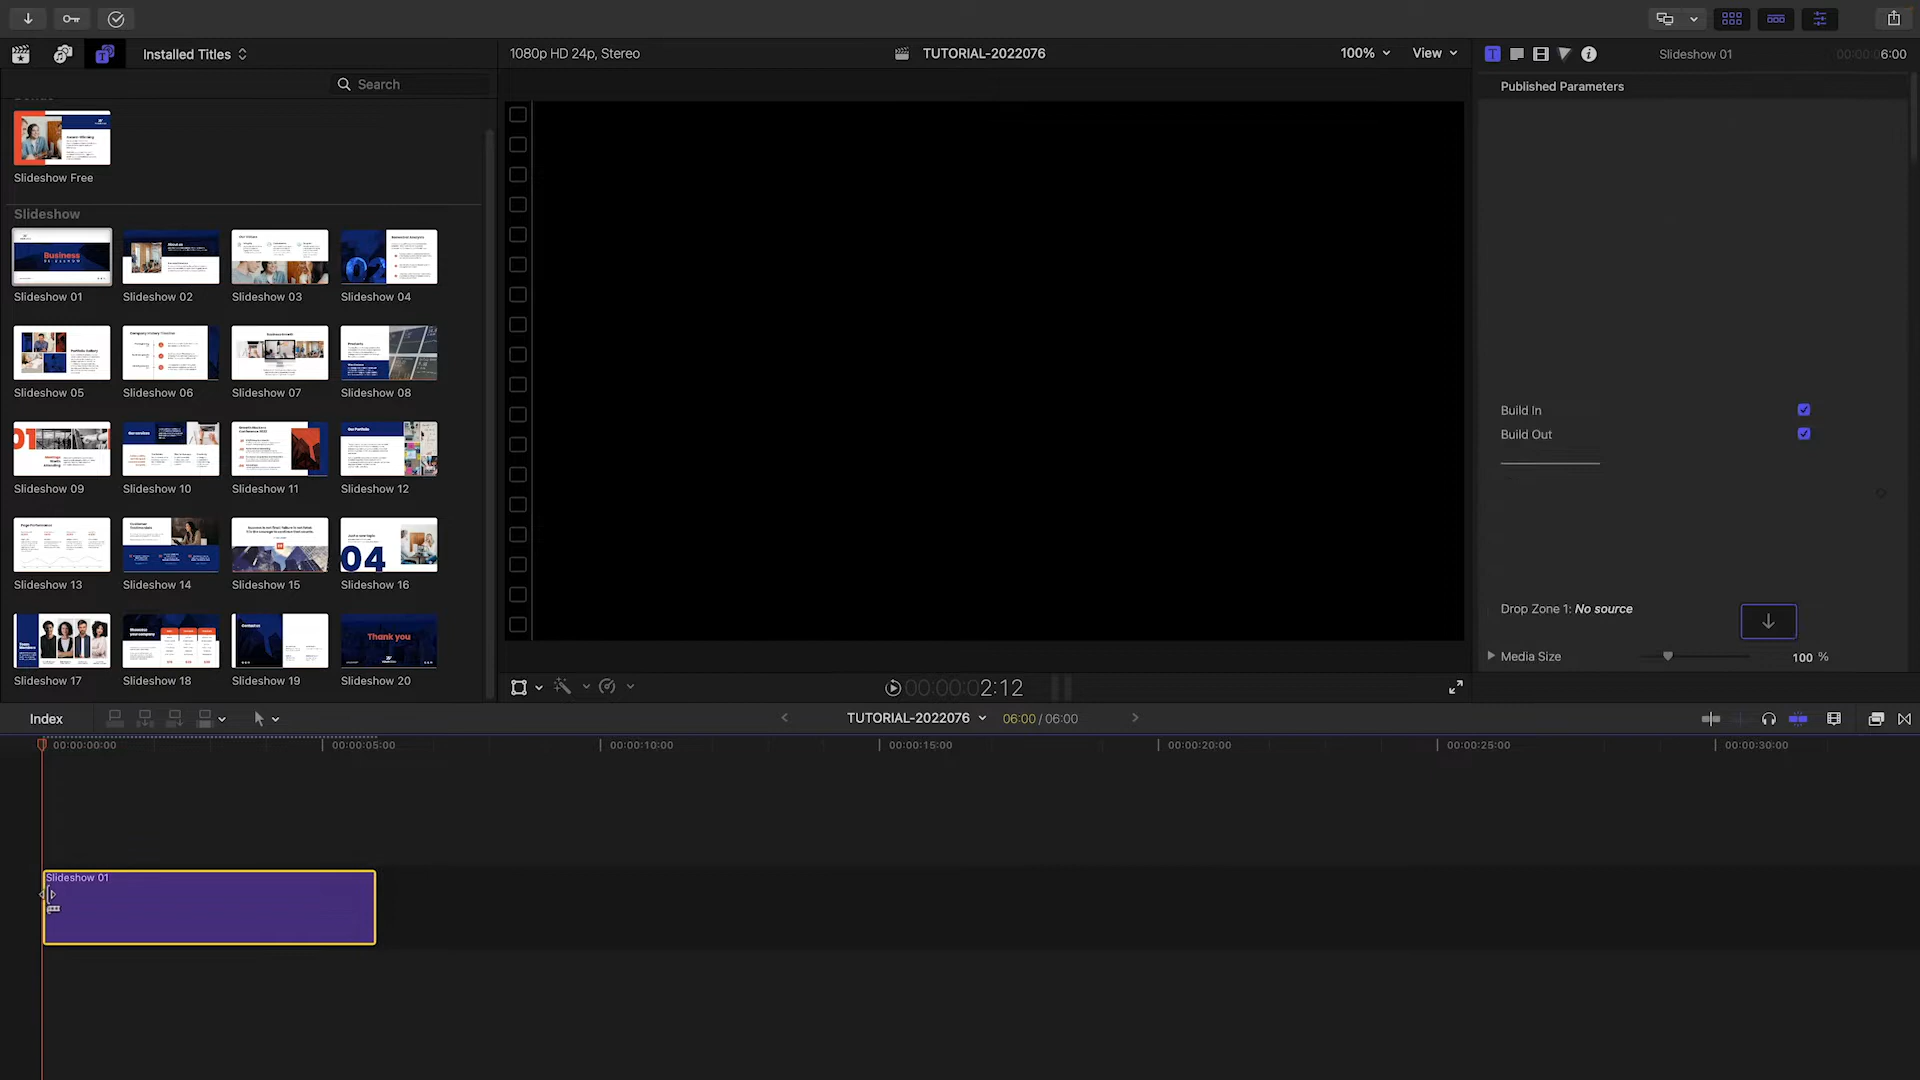 Installed Titles
1080p HD 24p, Stereo
TUTORIAL-2022076
100%
View
Slideshow 01
00:00:00:06:00
Search
Published Parameters
Slideshow Free
Slideshow
Business
Slideshow 01
Slideshow 02
Slideshow 03
Slideshow 04
Slideshow 05
Slideshow 06
Slideshow 07
Slideshow 08
01
Slideshow 09
Slideshow 10
Slideshow 11
Slideshow 12
Slideshow 13
Slideshow 14
Slideshow 15
04
Slideshow 16
Thank you
Slideshow 17
Slideshow 18
Slideshow 19
Slideshow 20
Build In
Build Out
Drop Zone 1: No source
Media Size
100 %
00:00:02:12
Index
TUTORIAL-2022076
06:00 / 06:00
00:00:00:00
00:00:05:00
00:00:10:00
00:00:15:00
00:00:20:00
00:00:25:00
00:00:30:00
Slideshow 01